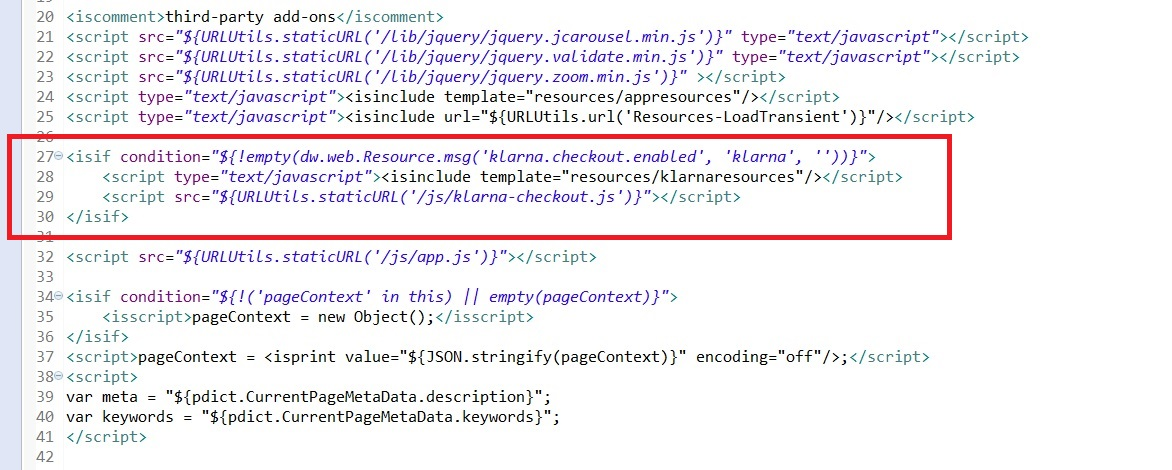 20 <iscomment>third-party add-ons</iscomment>
21 <script src="${URLUtils.staticURL('/lib/jquery/jquery.jcarousel.min.js')}" type="text/javascript"></script>
22 <script src="${URLUtils.staticURL('/lib/jquery/jquery.validate.min.js')}" type="text/javascript"></script>
23 <script src="${URLUtils.staticURL('/lib/jquery/jquery.zoom.min.js')}" ></script>
24 <script type="text/javascript"><isinclude template="resources/appresources"/></script>
25 <script type="text/javascript"><isinclude url="${URLUtils.url('Resources-LoadTransient')}"/></script>
26
27 <isif condition="${!empty(dw.web.Resource.msg('klarna.checkout.enabled', 'klarna', ''))}">
28     <script type="text/javascript"><isinclude template="resources/klarnaresources"/></script>
29     <script src="${URLUtils.staticURL('/js/klarna-checkout.js')}"></script>
30 </isif>
31
32 <script src="${URLUtils.staticURL('/js/app.js')}"></script>
33
34 <isif condition="${!('pageContext' in this) || empty(pageContext)}">
35     <isscript>pageContext = new Object();</isscript>
36 </isif>
37 <script>pageContext = <isprint value="${JSON.stringify(pageContext)}" encoding="off"/>;</script>
38 <script>
39 var meta = "${pdict.CurrentPageMetaData.description}";
40 var keywords = "${pdict.CurrentPageMetaData.keywords}";
41 </script>
42